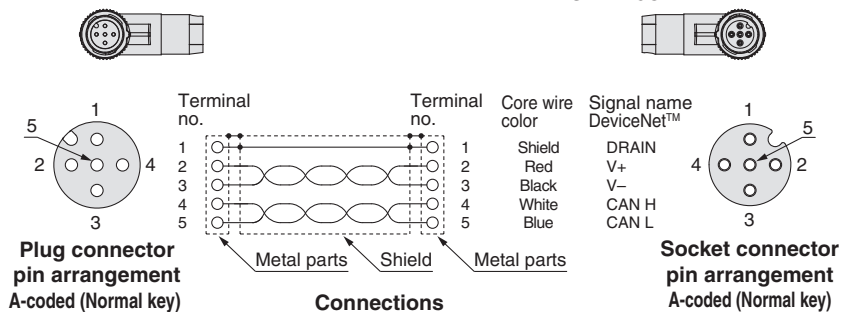 Terminal no. Terminal no. Core wire color Signal name DeviceNet™
1 1 Shield DRAIN
2 2 Red V+
3 3 Black V–
4 4 White CAN H
5 5 Blue CAN L
1
5
2 4
3
Plug connector
pin arrangement
A-coded (Normal key)
Metal parts Shield Metal parts
Connections
1
5
4 2
3
Socket connector
pin arrangement
A-coded (Normal key)